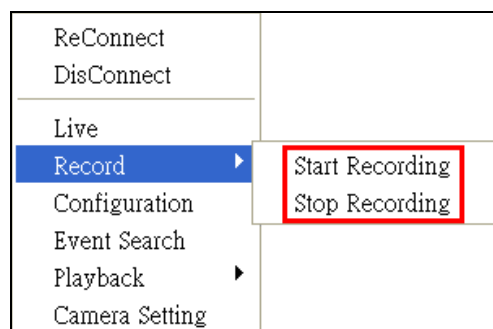 ReConnect
DisConnect
Live
Record
Start Recording
Stop Recording
Configuration
Event Search
Playback
Camera Setting